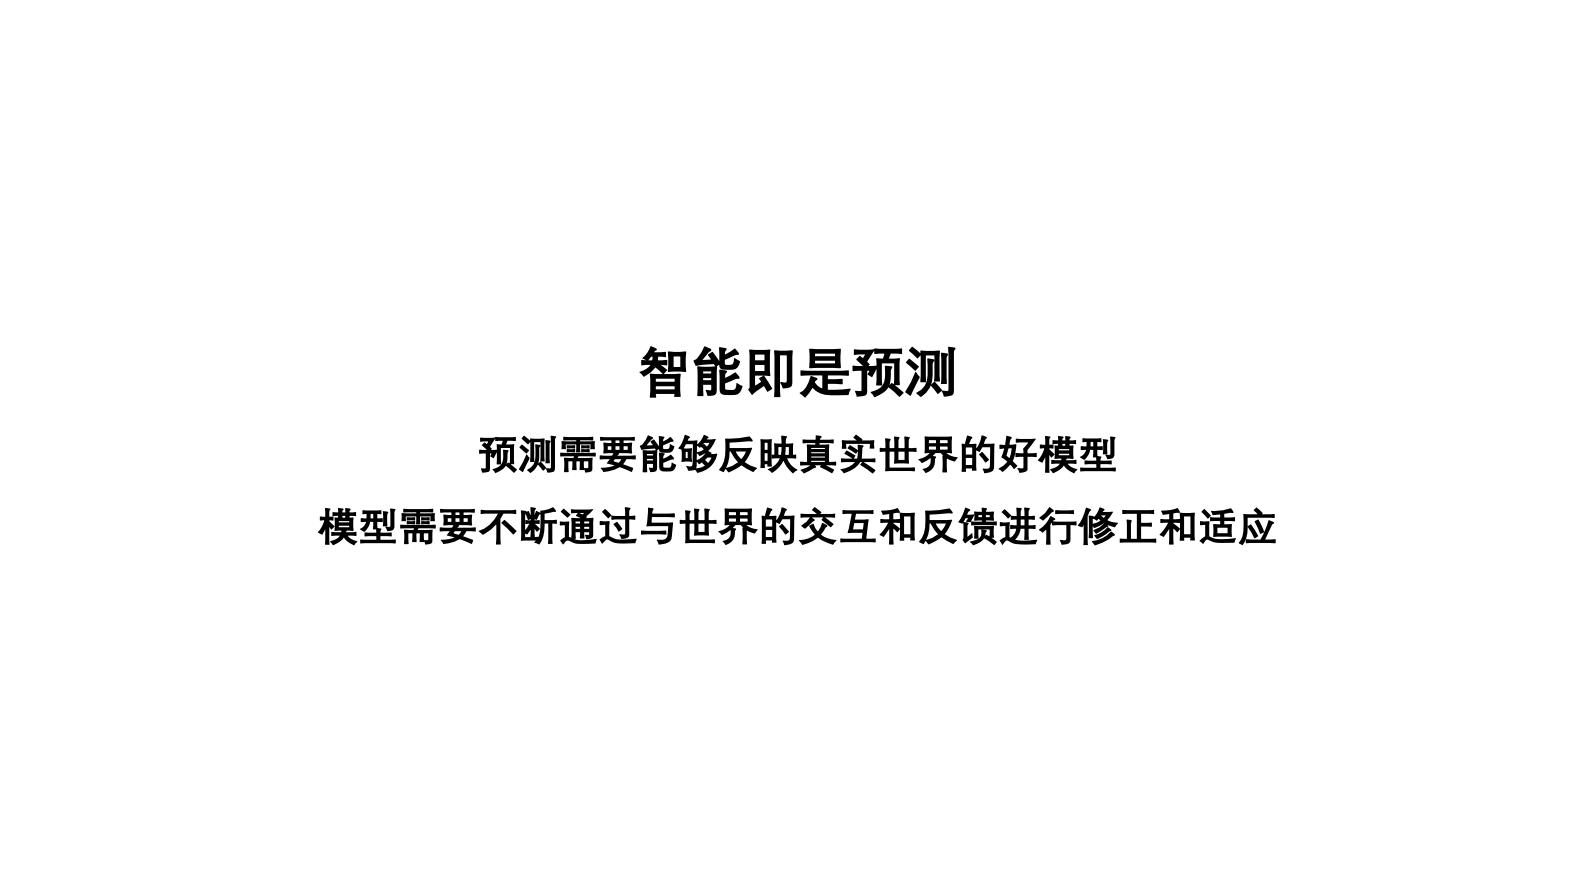 智能即是预测
预测需要能够反映真实世界的好模型
模型需要不断通过与世界的交互和反馈进行修正和适应